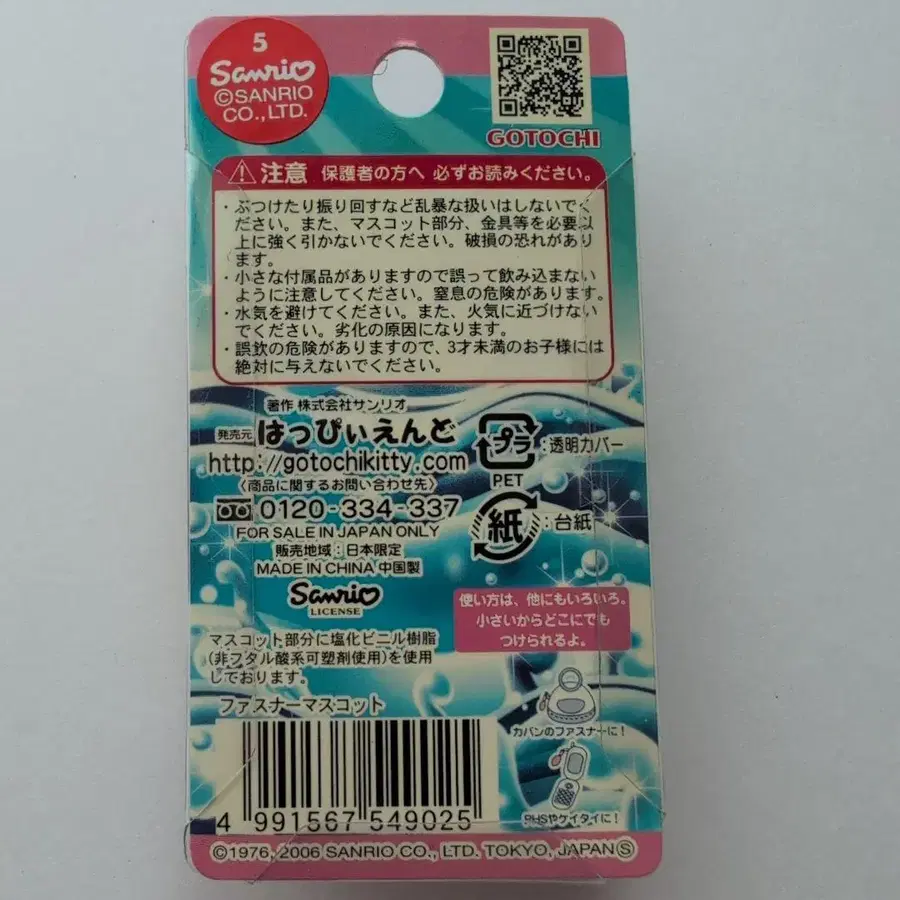 5
Sanrio
©SANRIO
CO.,LTD.
GOTOCHI
注意 保護者の方へ 必ずお読みください。
・ぶつけたり振り回すなど乱暴な扱いはしないでく
ださい。また、マスコット部分、金具等を必要以
上に強く引かないでください。破損の恐れがあり
ます。
・小さな付属品がありますので誤って飲み込まない
ように注意してください。窒息の危険があります。
・水気を避けてください。また、火気に近づけない
でください。劣化の原因になります。
・誤飲の危険がありますので、3才未満のお子様には
絶対に与えないでください。
著作 株式会社サンリオ
発売元 はっぴぃえんど
http://gotochikitty.com
〈商品に関するお問い合わせ先〉
0120-334-337
FOR SALE IN JAPAN ONLY
販売地域：日本限定
MADE IN CHINA 中国製
Sanrio
LICENSE
プラ：透明カバー
PET
紙：台紙
使い方は、他にもいろいろ。
小さいからどこにでも
つけられるよ。
マスコット部分に塩化ビニル樹脂
(非フタル酸系可塑剤使用)を使用
しております。
ファスナーマスコット
カバンのファスナーに！
PHSやケイタイに！
4 991567 549025
©1976, 2006 SANRIO CO., LTD. TOKYO, JAPAN Ⓢ